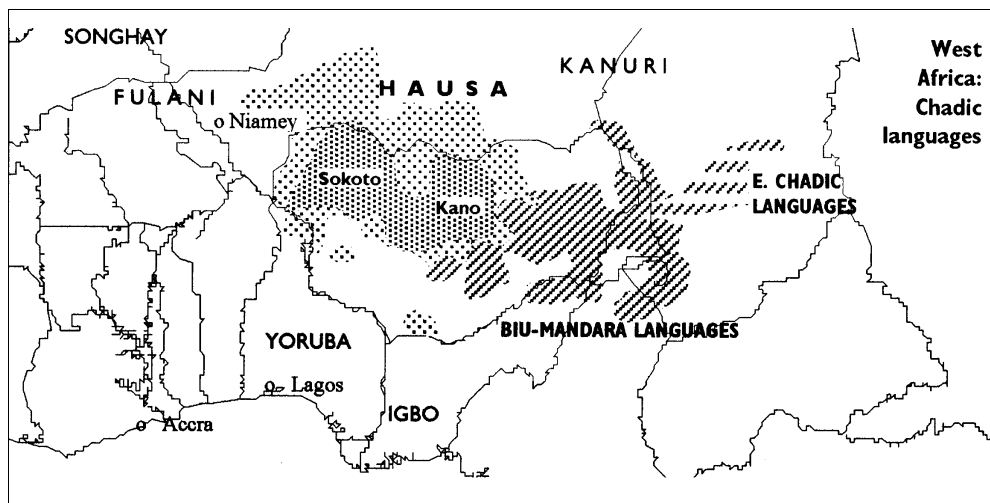 SONGHAY
KANURI
West
Africa:
Chadic
languages
HAUSA
FULANI
o Niamey
Sokoto
Kano
E. CHADIC
LANGUAGES
BIU-MANDARA LANGUAGES
YORUBA
Lagos
IGBO
Accra